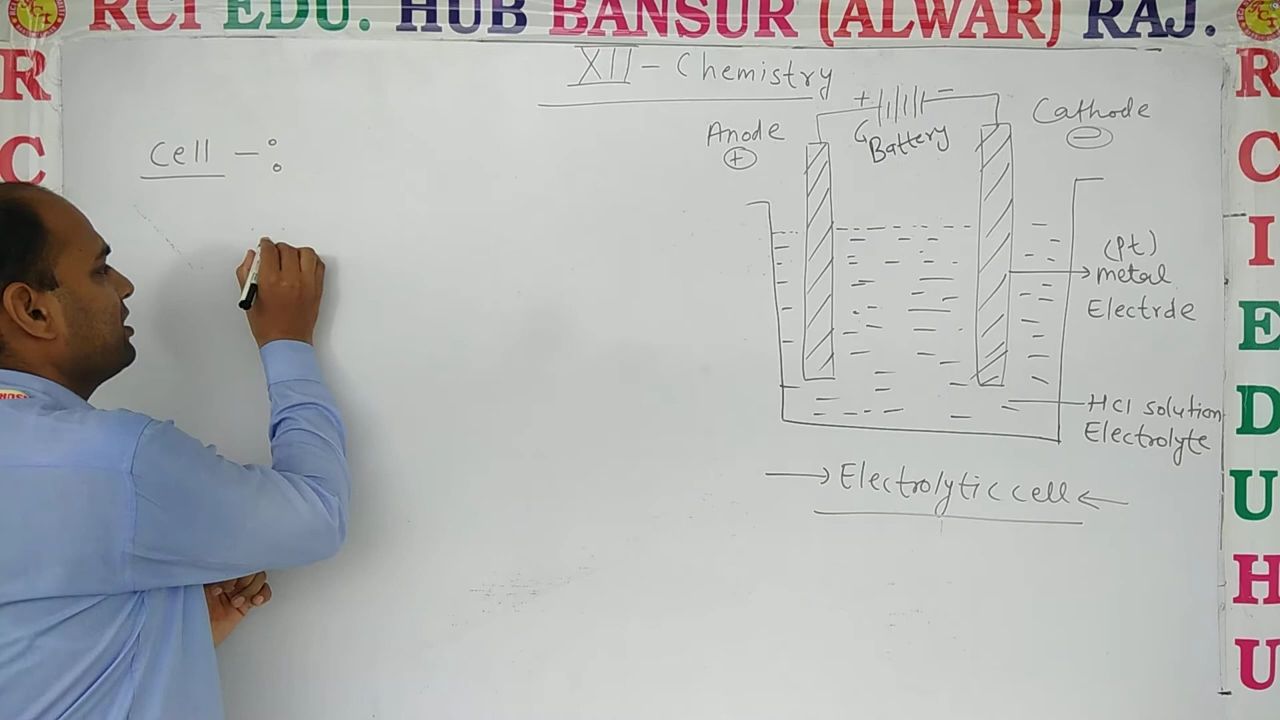 RCI EDU. HUB BANSUR (ALWAR) RAJ.
R
C
R
C
I
E
D
U
H
U
XII - Chemistry
Cell -:
Anode
+
+ -
Battery
Cathode
-
(Pt)
metal
Electrde
HCl solution
Electrolyte
→ Electrolytic cell ←